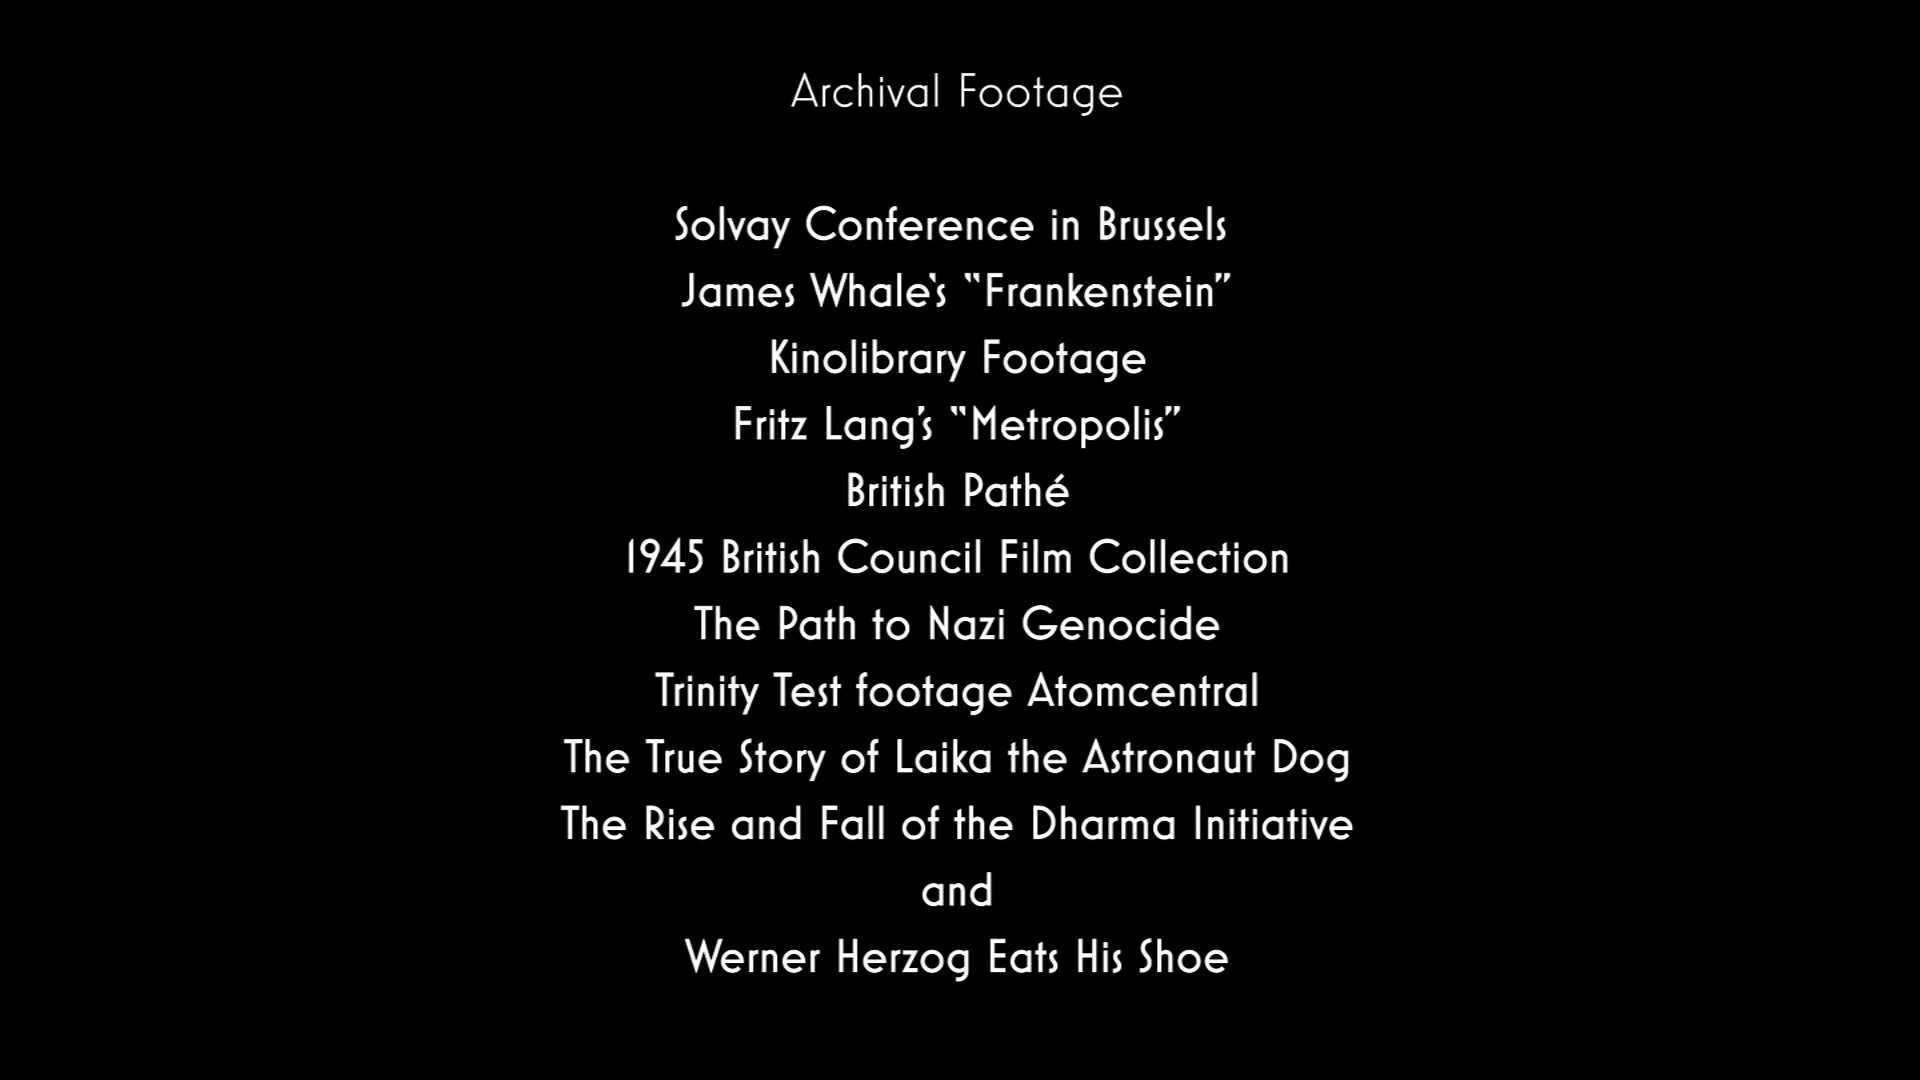 Archival Footage
Solvay Conference in Brussels
James Whale‘s “Frankenstein”
Kinolibrary Footage
Fritz Lang’s “Metropolis”
British Pathé
1945 British Council Film Collection
The Path to Nazi Genocide
Trinity Test footage Atomcentral
The True Story of Laika the Astronaut Dog
The Rise and Fall of the Dharma Initiative
and
Werner Herzog Eats His Shoe